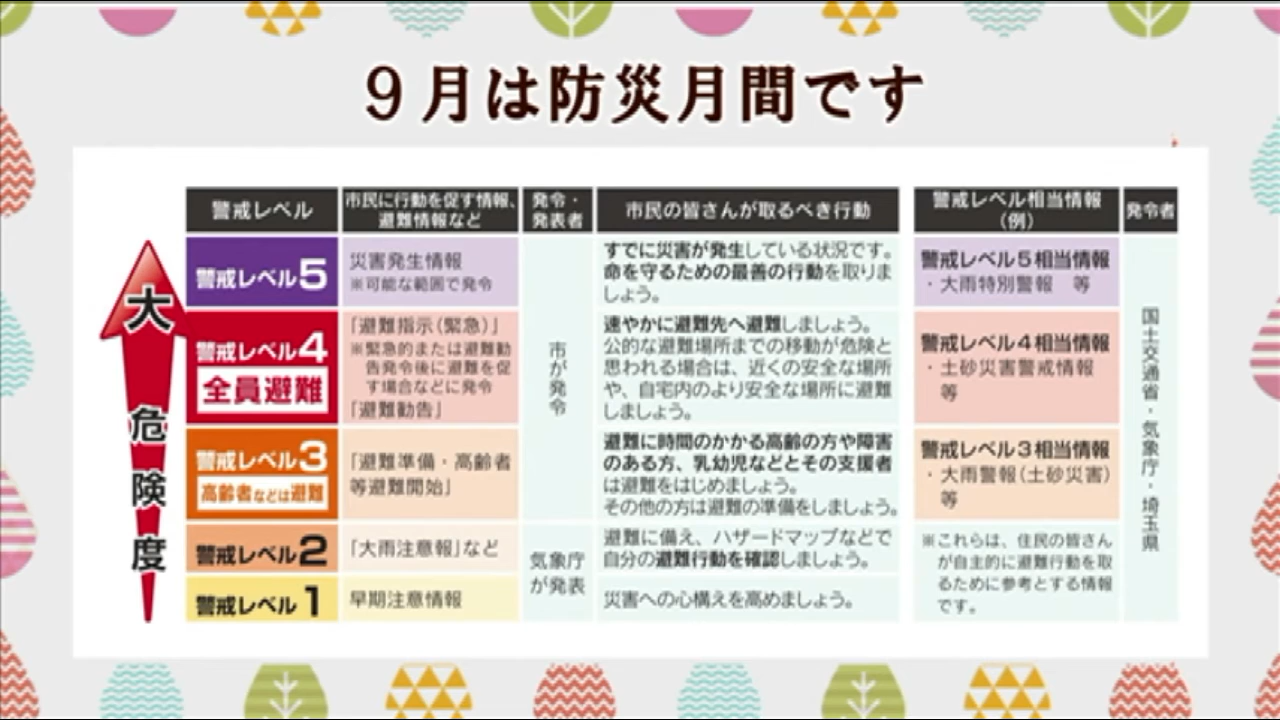 9月は防災月間です
警戒レベル
市民に行動を促す情報、
避難情報など
発令・
発表者
市民の皆さんが取るべき行動
警戒レベル相当情報
(例)
発令者
大
危
険
度
警戒レベル5
災害発生情報
※可能な範囲で発令
すでに災害が発生している状況です。
命を守るための最善の行動を取りま
しょう。
警戒レベル5相当情報
・大雨特別警報 等
警戒レベル4
全員避難
「避難指示(緊急)」
※緊急的または避難勧
告発令後に避難を促
す場合などに発令
「避難勧告」
市が発令
速やかに避難先へ避難しましょう。
公的な避難場所までの移動が危険と
思われる場合は、近くの安全な場所
や、自宅内のより安全な場所に避難
しましょう。
警戒レベル4相当情報
・土砂災害警戒情報
等
国土交通省・気象庁・埼玉県
警戒レベル3
高齢者などは避難
「避難準備・高齢者
等避難開始」
避難に時間のかかる高齢の方や障害
のある方、乳幼児などとその支援者
は避難をはじめましょう。
その他の方は避難の準備をしましょう。
警戒レベル3相当情報
・大雨警報(土砂災害)
等
警戒レベル2
「大雨注意報」など
気象庁
が発表
避難に備え、ハザードマップなどで
自分の避難行動を確認しましょう。
※これらは、住民の皆さん
が自主的に避難行動を取
るために参考とする情報
です。
警戒レベル1
早期注意情報
災害への心構えを高めましょう。